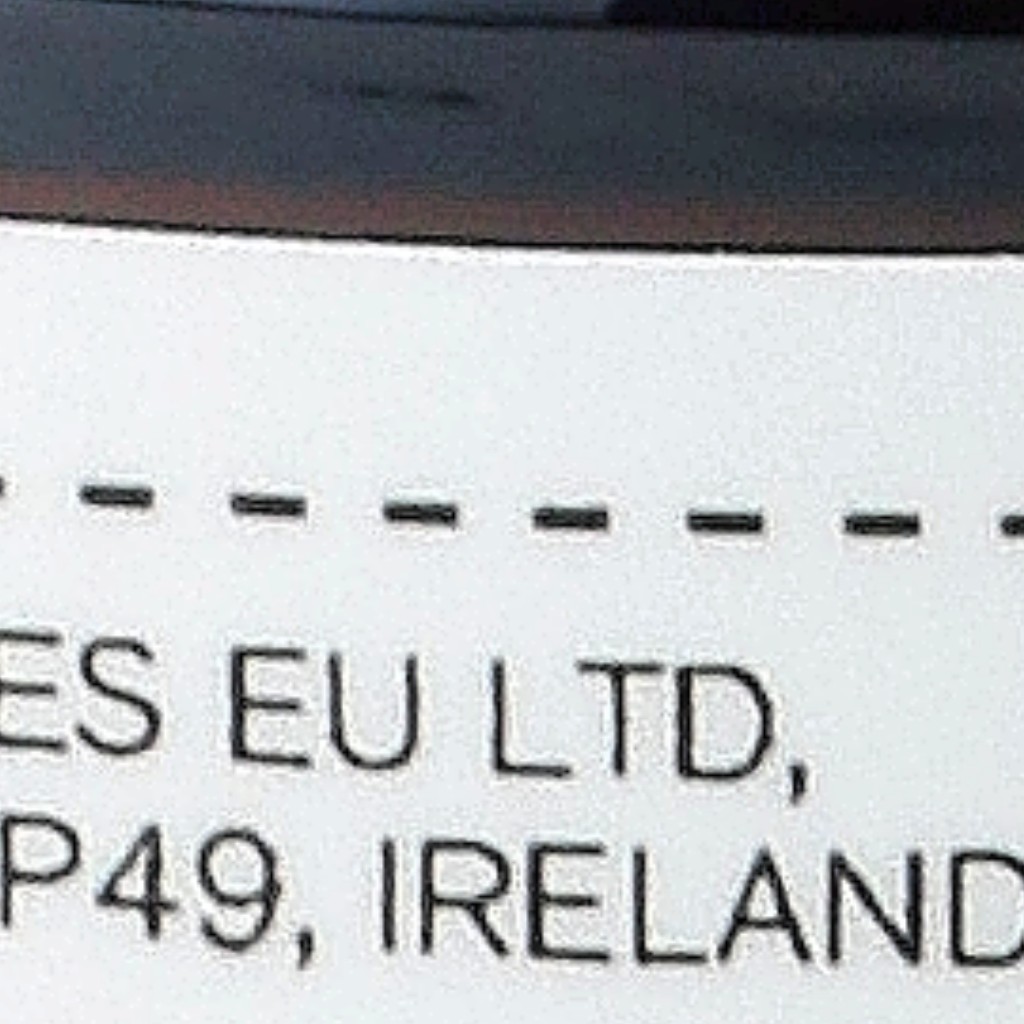 ES EU LTD,
P49, IRELAND